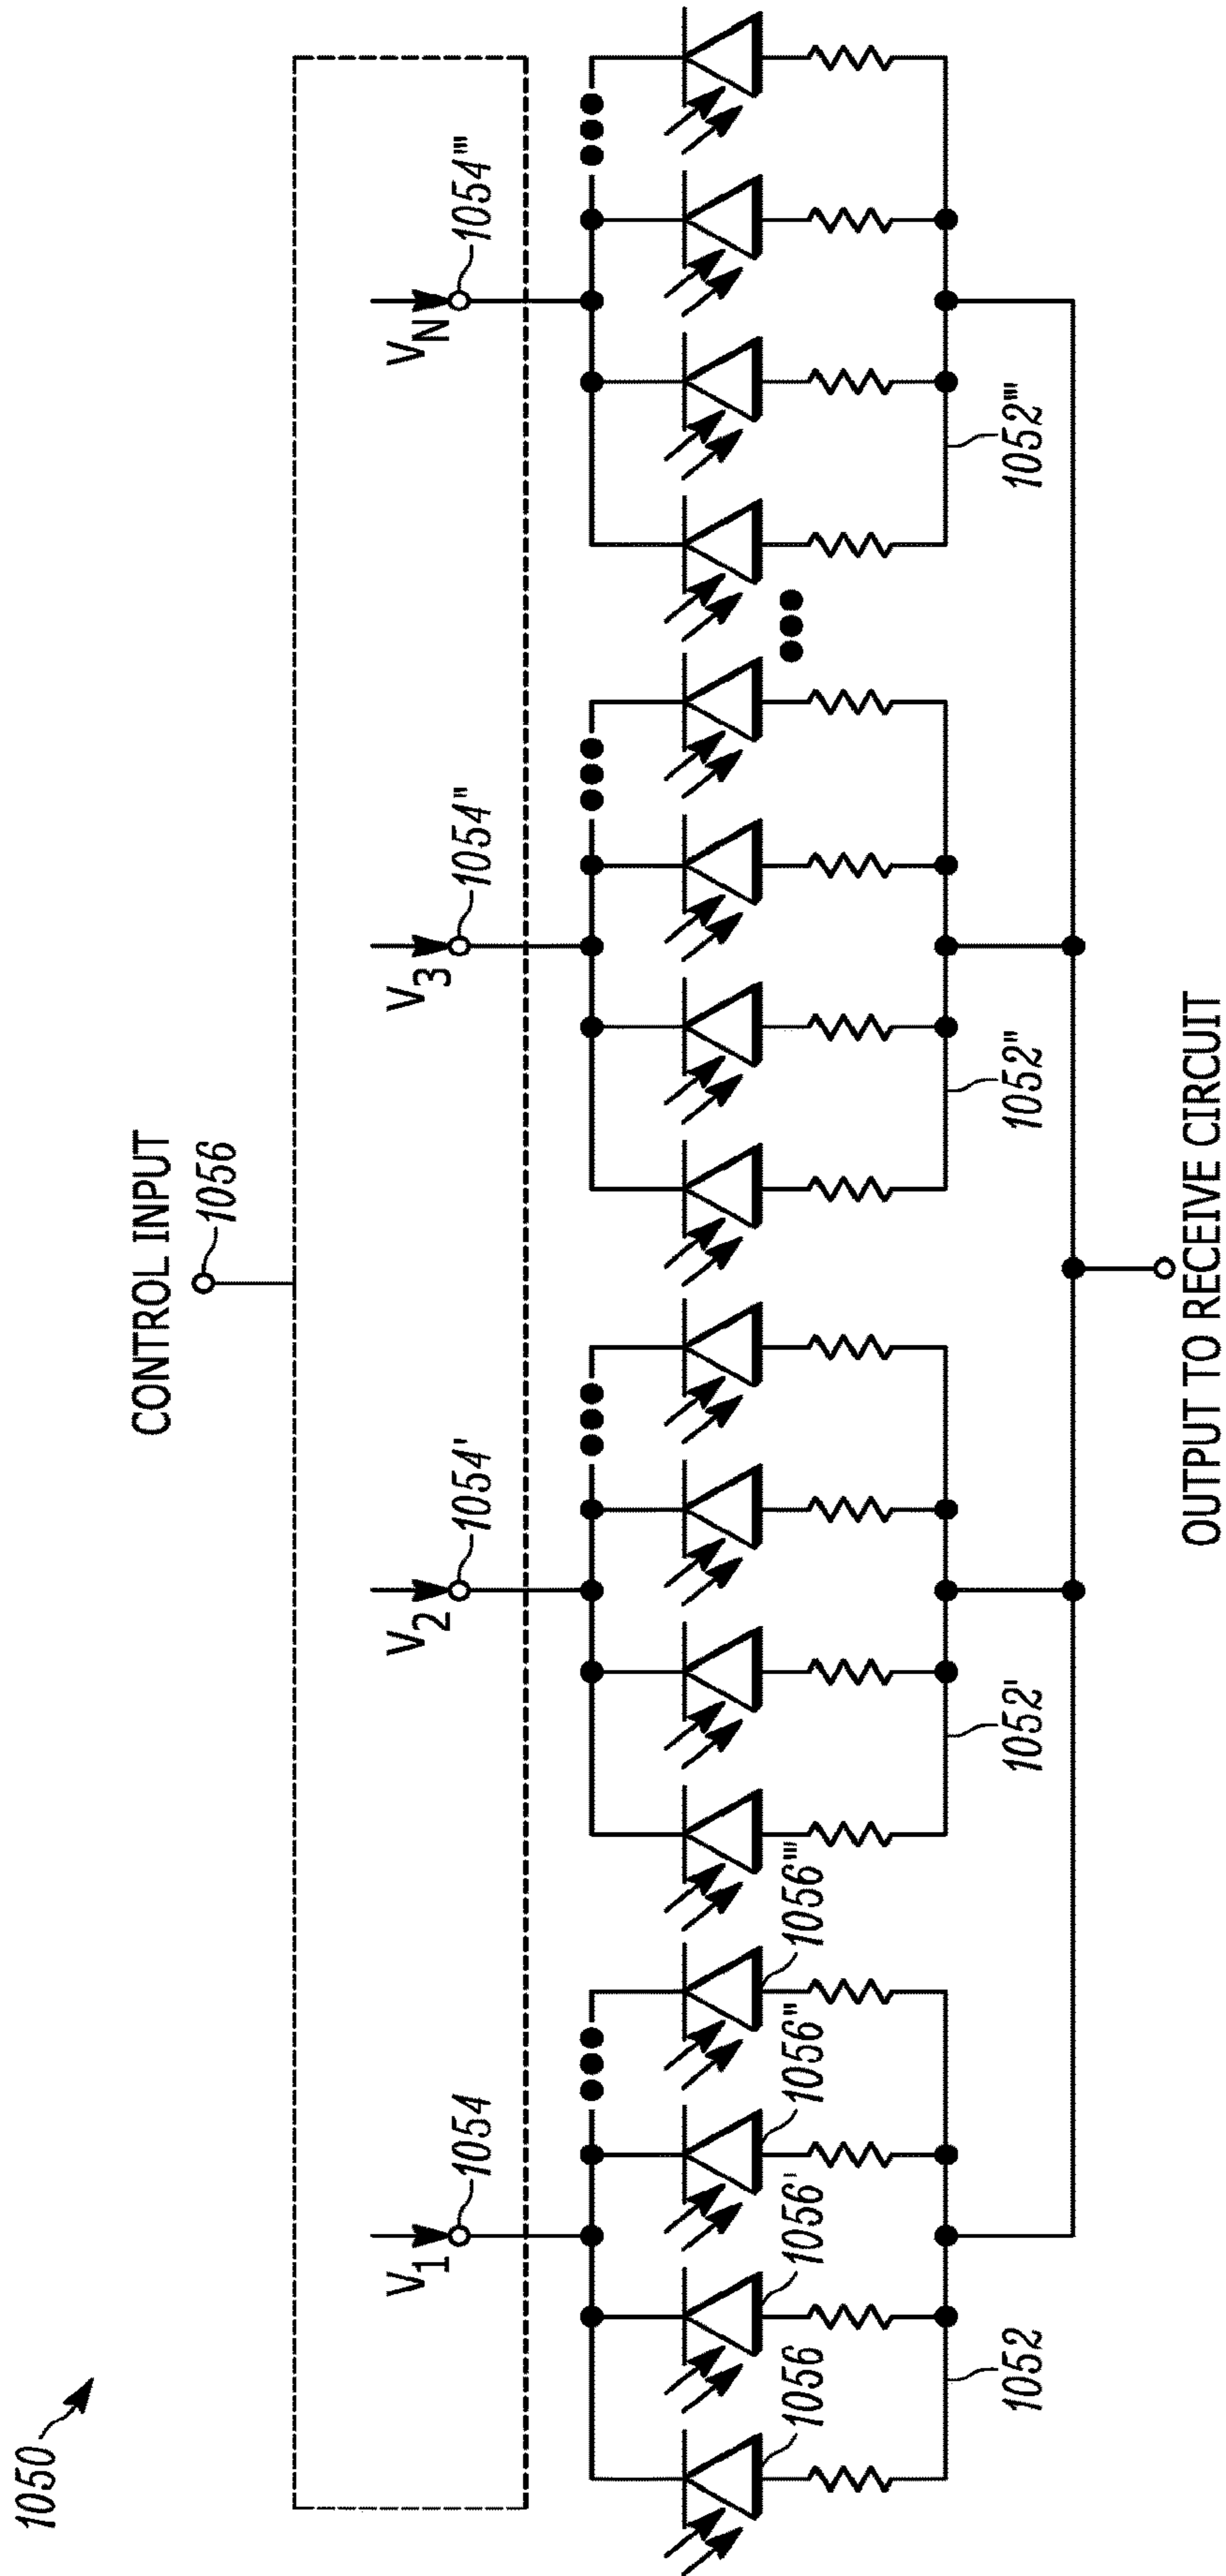 1050
CONTROL INPUT
1056
V1
1054
V2
1054'
V3
1054"
VN
1054'"
1056
1056'
1056"
1056'"
1052
1052'
1052"
1052'"
OUTPUT TO RECEIVE CIRCUIT